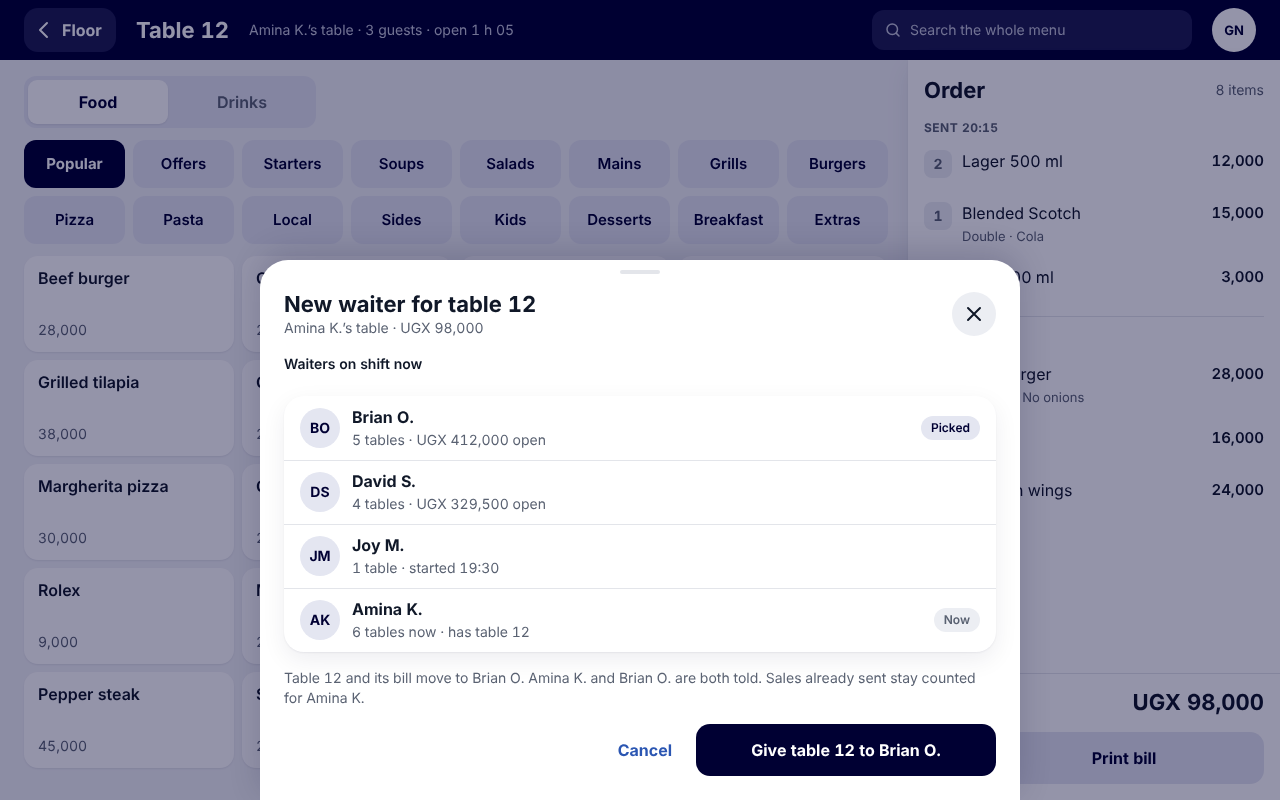 Floor
Table 12
Amina K.’s table · 3 guests · open 1 h 05
Search the whole menu
GN
Food
Drinks
Popular
Offers
Starters
Soups
Salads
Mains
Grills
Burgers
Pizza
Pasta
Local
Sides
Kids
Desserts
Breakfast
Extras
Beef burger
28,000
Grilled tilapia
38,000
Margherita pizza
30,000
Rolex
9,000
Pepper steak
45,000
Order
8 items
SENT 20:15
2
Lager 500 ml
12,000
1
Blended Scotch
15,000
Double · Cola
00 ml
3,000
28,000
No onions
16,000
wings
24,000
UGX 98,000
Print bill
New waiter for table 12
Amina K.’s table · UGX 98,000
Waiters on shift now
BO
Brian O.
5 tables · UGX 412,000 open
Picked
DS
David S.
4 tables · UGX 329,500 open
JM
Joy M.
1 table · started 19:30
AK
Amina K.
6 tables now · has table 12
Now
Table 12 and its bill move to Brian O. Amina K. and Brian O. are both told. Sales already sent stay counted
for Amina K.
Cancel
Give table 12 to Brian O.